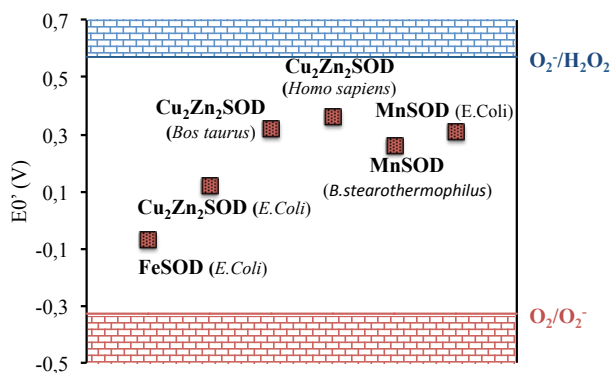 0,7
O₂⁻/H₂O₂
Cu₂Zn₂SOD
(Homo sapiens)
0,5
Cu₂Zn₂SOD
(Bos taurus)
MnSOD (E.Coli)
0,3
MnSOD
(B.stearothermophilus)
E0' (V)
0,1
Cu₂Zn₂SOD (E.Coli)
-0,1
FeSOD (E.Coli)
-0,3
O₂/O₂⁻
-0,5